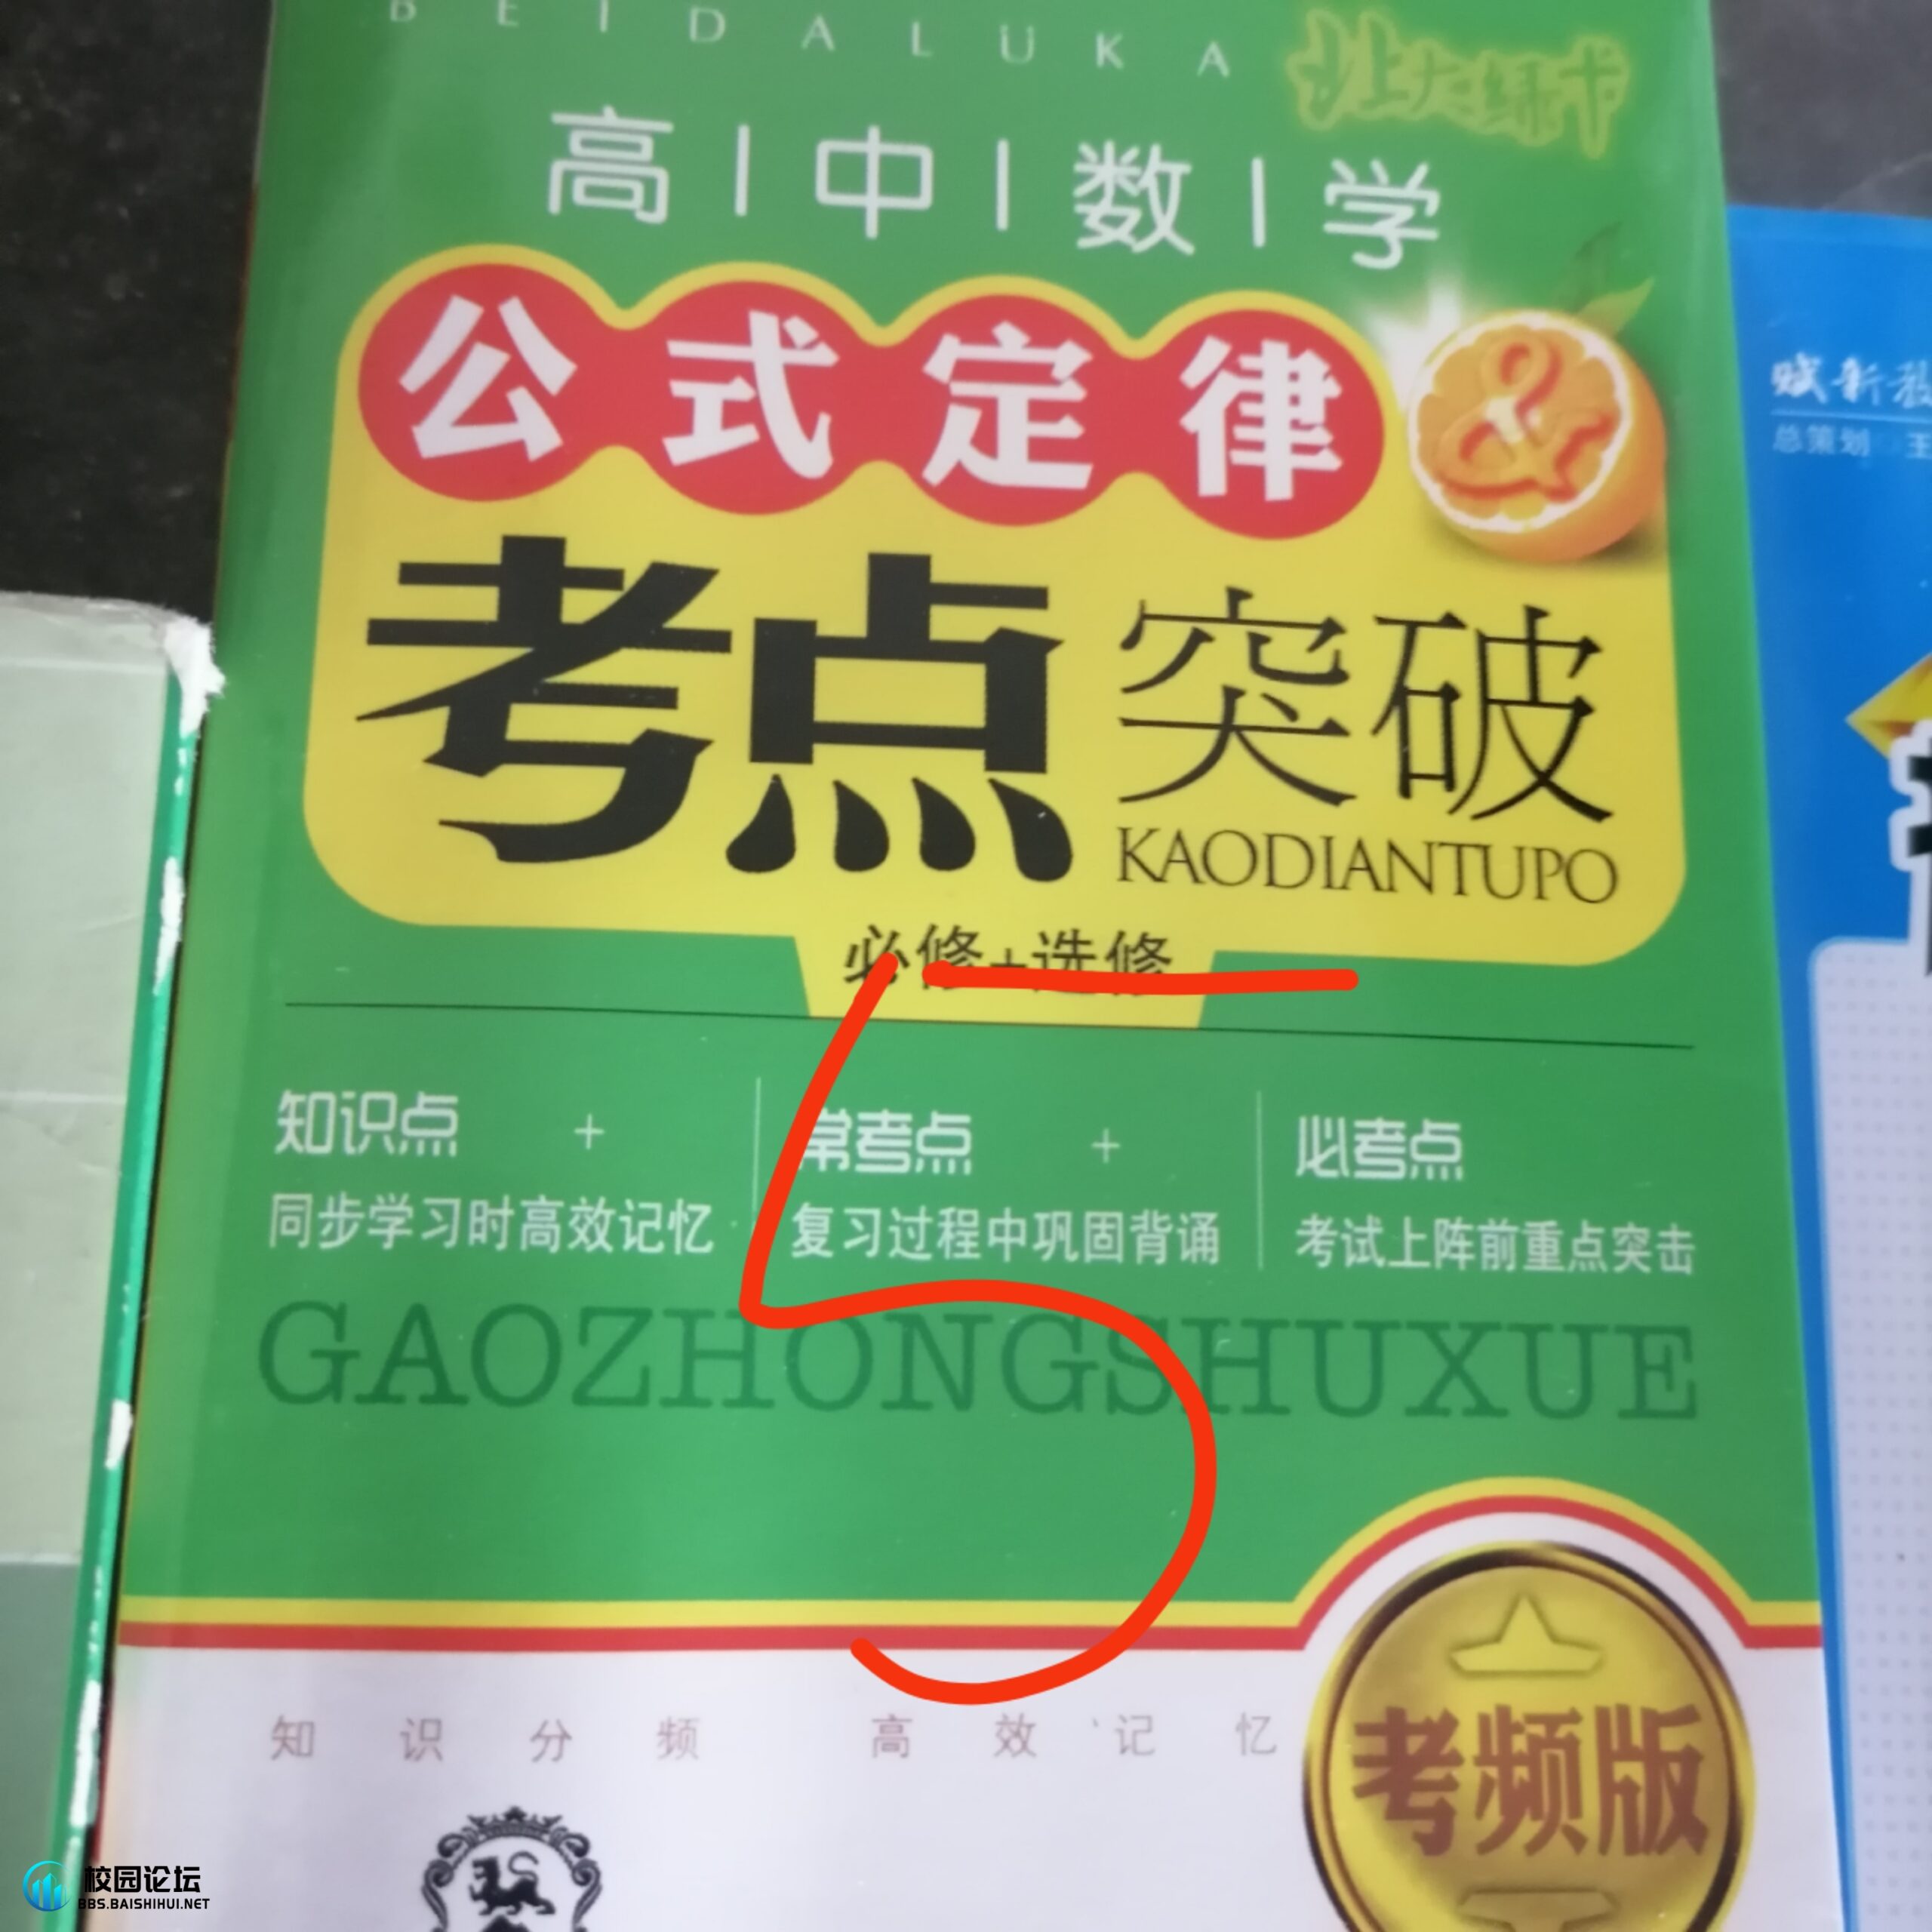 BEIDALUKA
北大绿卡
高中数学
公式定律
&
考点突破
KAODIANTUPO
必修+选修
知识点 + 常考点 + 必考点
同步学习时高效记忆 复习过程中巩固背诵 考试上阵前重点突击
5
GAOZHONGSHUXUE
知识分频 高效记忆
考频版
赋新教
总策划 王
校园论坛
BBS.BAISHIHUI.NET